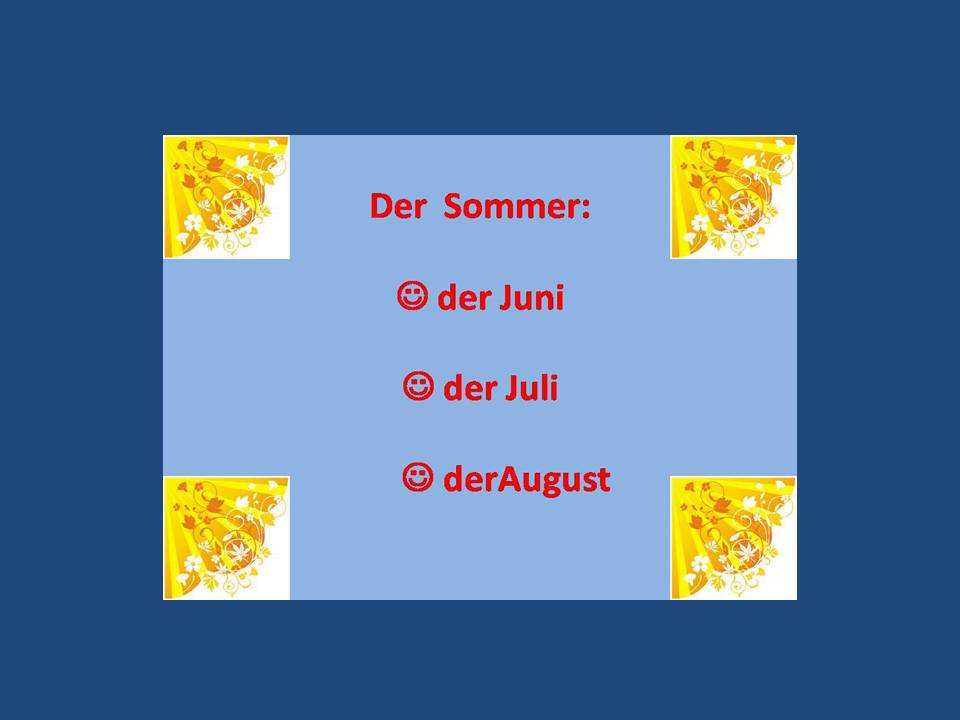 Der Sommer:
☺ der Juni
☺ der Juli
☺ derAugust